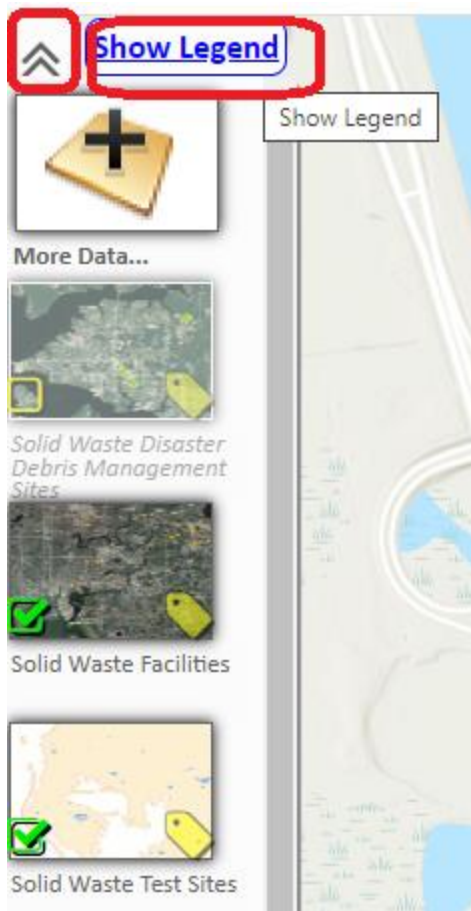 Show Legend
Show Legend
More Data...
Solid Waste Disaster
Debris Management
Sites
Solid Waste Facilities
Solid Waste Test Sites